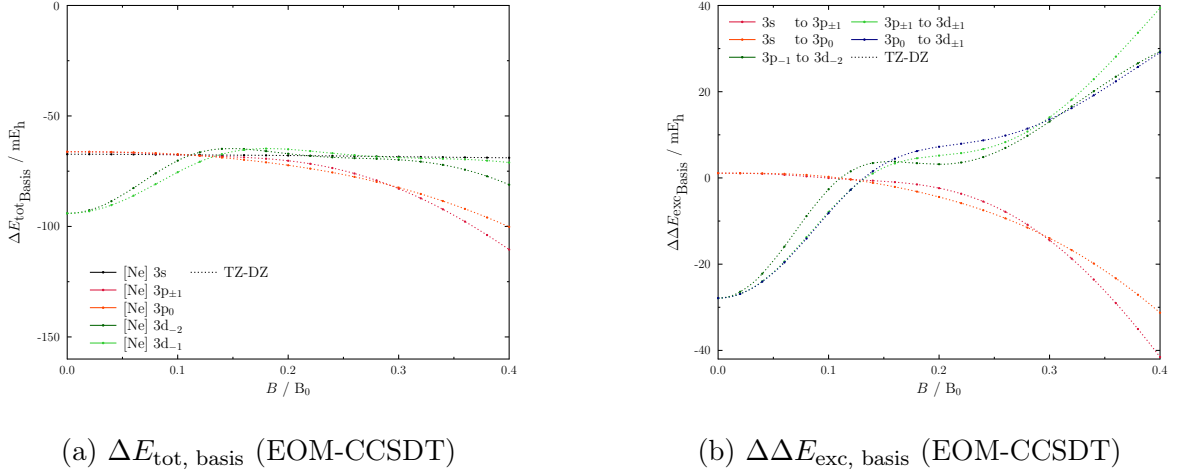 0
-50
-100
-150
0.0 0.1 0.2 0.3 0.4
ΔE_tot_Basis / mE_h
B / B_0
[Ne] 3s TZ-DZ
[Ne] 3p_±1
[Ne] 3p_0
[Ne] 3d_−2
[Ne] 3d_−1
(a) ΔE_tot, basis (EOM-CCSDT)
40
20
0
-20
-40
0.0 0.1 0.2 0.3 0.4
ΔΔE_exc_Basis / mE_h
B / B_0
3s to 3p_±1 3p_±1 to 3d_±1
3s to 3p_0 3p_0 to 3d_±1
3p_−1 to 3d_−2 TZ-DZ
(b) ΔΔE_exc, basis (EOM-CCSDT)